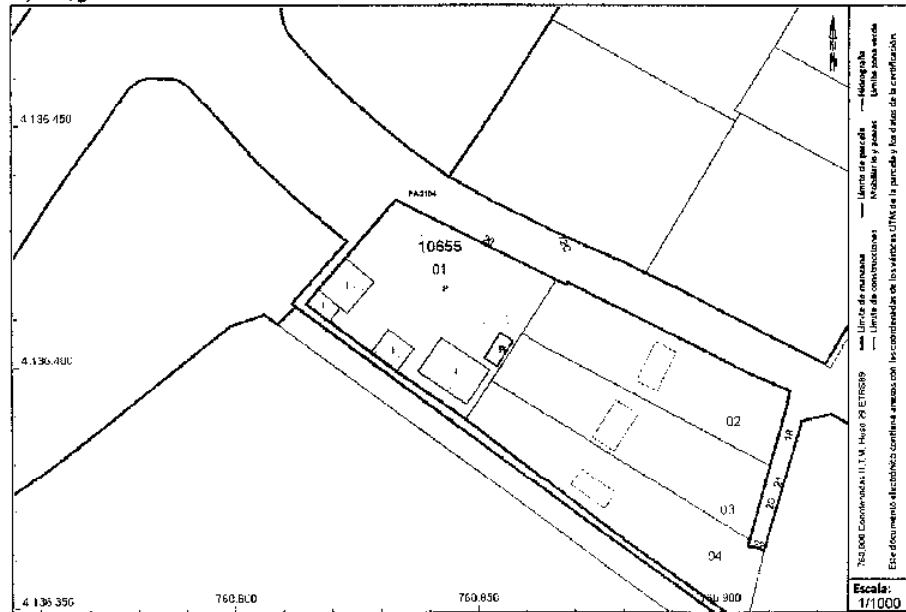 4.136.450
PA2104
10655
01
P
I
I
I
I
4.136.400
02
03
04
18
4.136.350
760.800
760.850
760.900
760.900 Coordenadas U.T.M. Huso 29 ETRS89
Límite de manzana
Límite de parcela
Hidrografía
Límite de construcciones
Mobiliario y aceras
Límite zona verde
Este documento electrónico contiene anexos con las coordenadas de los vértices UTM de la parcela y los datos de la certificación.
Escala:
1/1000